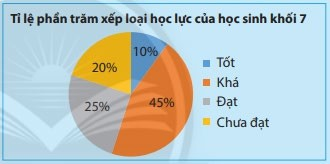 Tỉ lệ phần trăm xếp loại học lực của học sinh khối 7
10%
20%
45%
25%
Tốt
Khá
Đạt
Chưa đạt